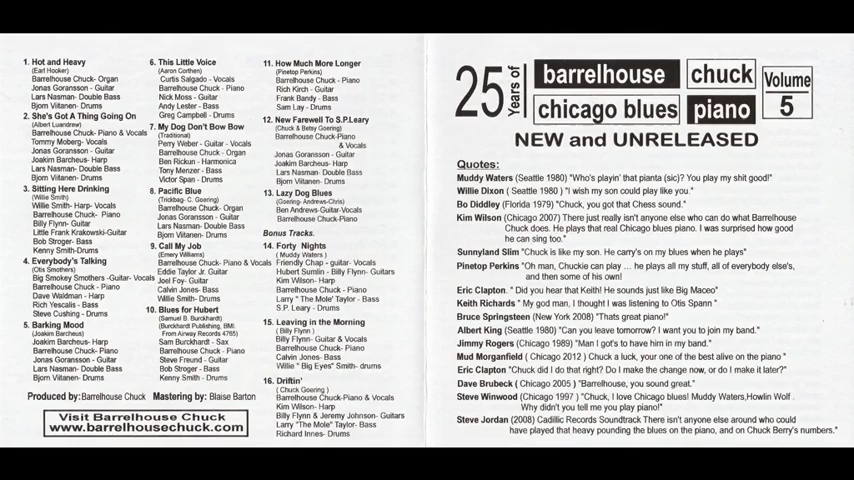 1. Hot and Heavy
(Earl Hooker)
Barrelhouse Chuck- Organ
Jonas Goransson - Guitar
Lars Nasman- Double Bass
Bjorn Viitanen- Drums
2. She's Got A Thing Going On
(Albert Luandrew)
Barrelhouse Chuck- Piano & Vocals
Tommy Moberg- Vocals
Jonas Goransson - Guitar
Joakim Barcheus- Harp
Lars Nasman- Double Bass
Bjorn Viitanen- Drums
3. Sitting Here Drinking
(Willie Smith)
Willie Smith- Harp- Vocals
Barrelhouse Chuck- Piano
Billy Flynn- Guitar
Little Frank Krakowski-Guitar
Bob Stroger- Bass
Kenny Smith-Drums
4. Everybody's Talking
(Otis Smothers)
Big Smokey Smothers -Guitar- Vocals
Barrelhouse Chuck - Piano
Dave Waldman - Harp
Rich Yescalis - Bass
Steve Cushing - Drums
5. Barking Mood
(Joakim Barcheus)
Joakim Barcheus- Harp
Barrelhouse Chuck- Piano
Jonas Goransson - Guitar
Lars Nasman- Double Bass
Bjorn Viitanen- Drums
6. This Little Voice
(Aaron Corthen)
Curtis Salgado - Vocals
Barrelhouse Chuck - Piano
Nick Moss - Guitar
Andy Lester - Bass
Greg Campbell - Drums
7. My Dog Don't Bow Bow
(Traditional)
Perry Weber - Guitar - Vocals
Barrelhouse Chuck - Organ
Ben Rickun - Harmonica
Tony Menzer - Bass
Victor Span - Drums
8. Pacific Blue
(Trickbag- C. Goering)
Barrelhouse Chuck- Organ
Jonas Goransson - Guitar
Lars Nasman- Double Bass
Bjorn Viitanen- Drums
9. Call My Job
(Emery Williams)
Barrelhouse Chuck- Piano & Vocals
Eddie Taylor Jr. Guitar
Joel Foy- Guitar
Calvin Jones- Bass
Willie Smith- Drums
10. Blues for Hubert
(Samuel B. Burckhardt)
(Burckhardt Publishing, BMI.
From Airway Records 4765)
Sam Burckhardt - Sax
Barrelhouse Chuck - Piano
Steve Freund - Guitar
Bob Stroger - Bass
Kenny Smith - Drums
11. How Much More Longer
(Pinetop Perkins)
Barrelhouse Chuck - Piano
Rich Kirch - Guitar
Frank Bandy - Bass
Sam Lay - Drums
12. New Farewell To S.P.Leary
(Chuck & Betsy Goering)
Barrelhouse Chuck-Piano
& Vocals
Jonas Goransson - Guitar
Joakim Barcheus- Harp
Lars Nasman- Double Bass
Bjorn Viitanen- Drums
13. Lazy Dog Blues
(Goering- Andrews-Chris)
Ben Andrews-Guitar-Vocals
Barrelhouse Chuck-Piano
Bonus Tracks.
14. Forty Nights
( Muddy Waters )
Friendly Chap - guitar- Vocals
Hubert Sumlin - Billy Flynn- Guitars
Kim Wilson- Harp
Barrelhouse Chuck - Piano
Larry " The Mole" Taylor - Bass
S.P. Leary - Drums
15. Leaving in the Morning
( Billy Flynn )
Billy Flynn- Guitar & Vocals
Barrelhouse Chuck- Piano
Calvin Jones- Bass
Willie " Big Eyes" Smith- drums
16. Driftin'
( Chuck Goering )
Barrelhouse Chuck-Piano & Vocals
Kim Wilson- Harp
Billy Flynn & Jeremy Johnson- Guitars
Larry "The Mole" Taylor- Bass
Richard Innes- Drums
Produced by:Barrelhouse Chuck Mastering by: Blaise Barton
Visit Barrelhouse Chuck
www.barrelhousechuck.com
25 Years of
barrelhouse chuck
chicago blues piano
Volume 5
NEW and UNRELEASED
Quotes:
Muddy Waters (Seattle 1980) "Who's playin' that pianta (sic)? You play my shit good!"
Willie Dixon ( Seattle 1980 ) "I wish my son could play like you."
Bo Diddley (Florida 1979) "Chuck, you got that Chess sound."
Kim Wilson (Chicago 2007) There just really isn't anyone else who can do what Barrelhouse
Chuck does. He plays that real Chicago blues piano. I was surprised how
he can sing too."
Sunnyland Slim "Chuck is like my son. He carry's on my blues when he plays"
Pinetop Perkins "Oh man, Chuckie can play ... he plays all my stuff, all of everybody else's,
and then some of his own!
Eric Clapton. " Did you hear that Keith! He sounds just like Big Maceo"
Keith Richards " My god man, I thought I was listening to Otis Spann "
Bruce Springsteen (New York 2008) "Thats great piano!"
Albert King (Seattle 1980) "Can you leave tomorrow? I want you to join my band."
Jimmy Rogers (Chicago 1989) "Man I got's to have him in my band."
Mud Morganfield ( Chicago 2012 ) Chuck a luck, your one of the best alive on the piano "
Eric Clapton "Chuck did I do that right? Do I make the change now, or do I make it later?"
Dave Brubeck ( Chicago 2005 ) "Barrelhouse, you sound great."
Steve Winwood (Chicago 1997 ) "Chuck, I love Chicago blues! Muddy Waters,Howlin Wolf .
Why didn't you tell me you play piano!"
Steve Jordan (2008) Cadillic Records Soundtrack There isn't anyone else around who could
have played that heavy pounding the blues on the piano, and on Chuck Berry's numbers."